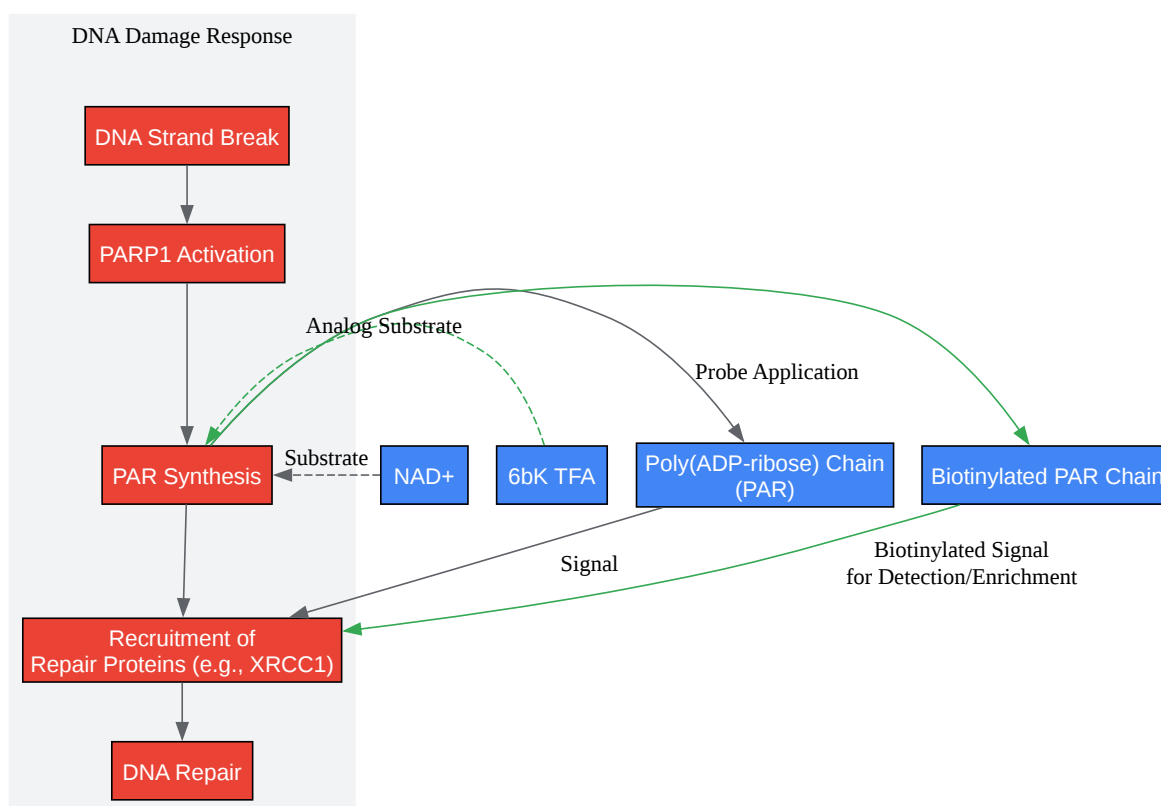 DNA Damage Response
DNA Strand Break
PARP1 Activation
Analog Substrate
Probe Application
PAR Synthesis
Substrate
NAD+
6bK TFA
Poly(ADP-ribose) Chain
(PAR)
Biotinylated PAR Chain
Signal
Biotinylated Signal
for Detection/Enrichment
Recruitment of
Repair Proteins (e.g., XRCC1)
DNA Repair